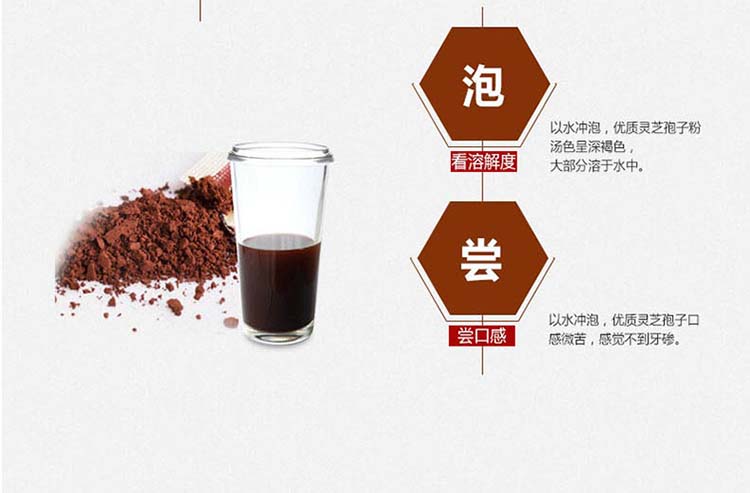 泡
看溶解度
以水冲泡，优质灵芝孢子粉
汤色呈深褐色，
大部分溶于水中。
尝
尝口感
以水冲泡，优质灵芝孢子口
感微苦，感觉不到牙碜。